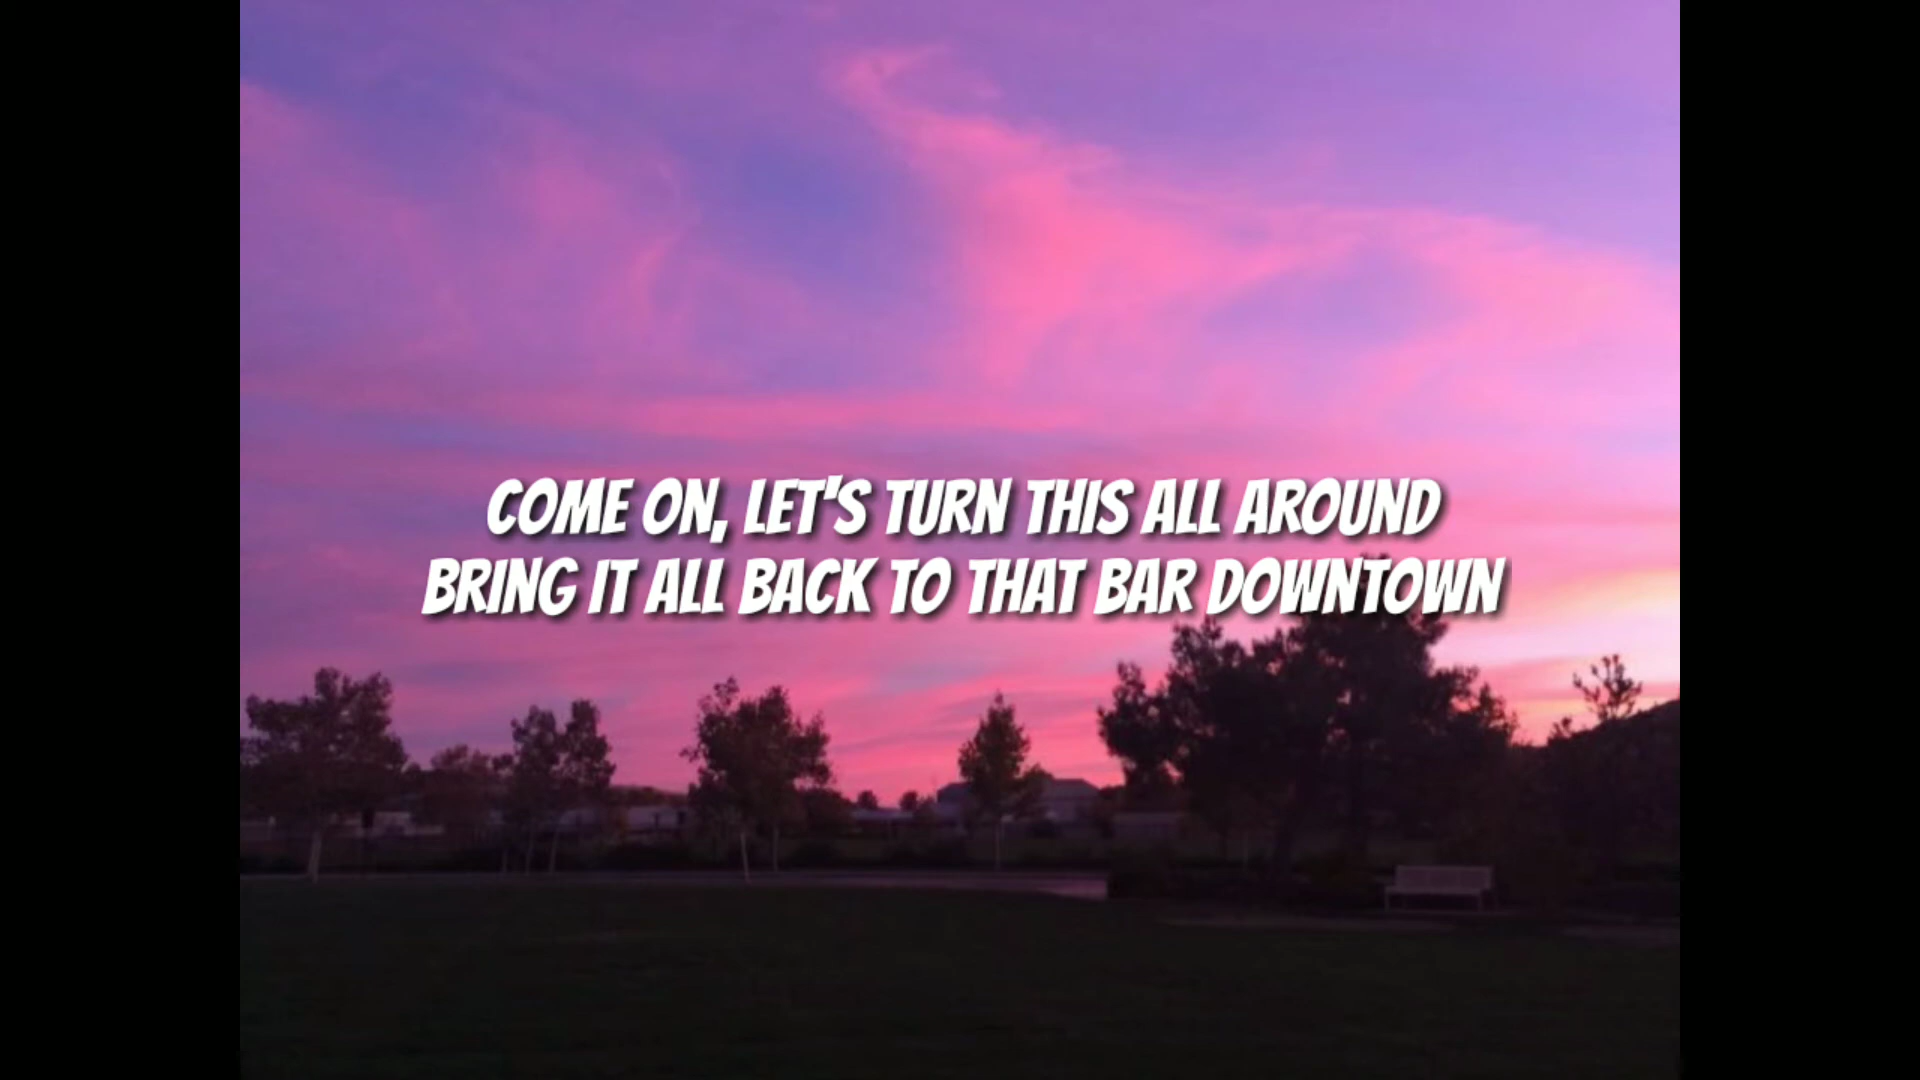 COME ON, LET'S TURN THIS ALL AROUND
BRING IT ALL BACK TO THAT BAR DOWNTOWN